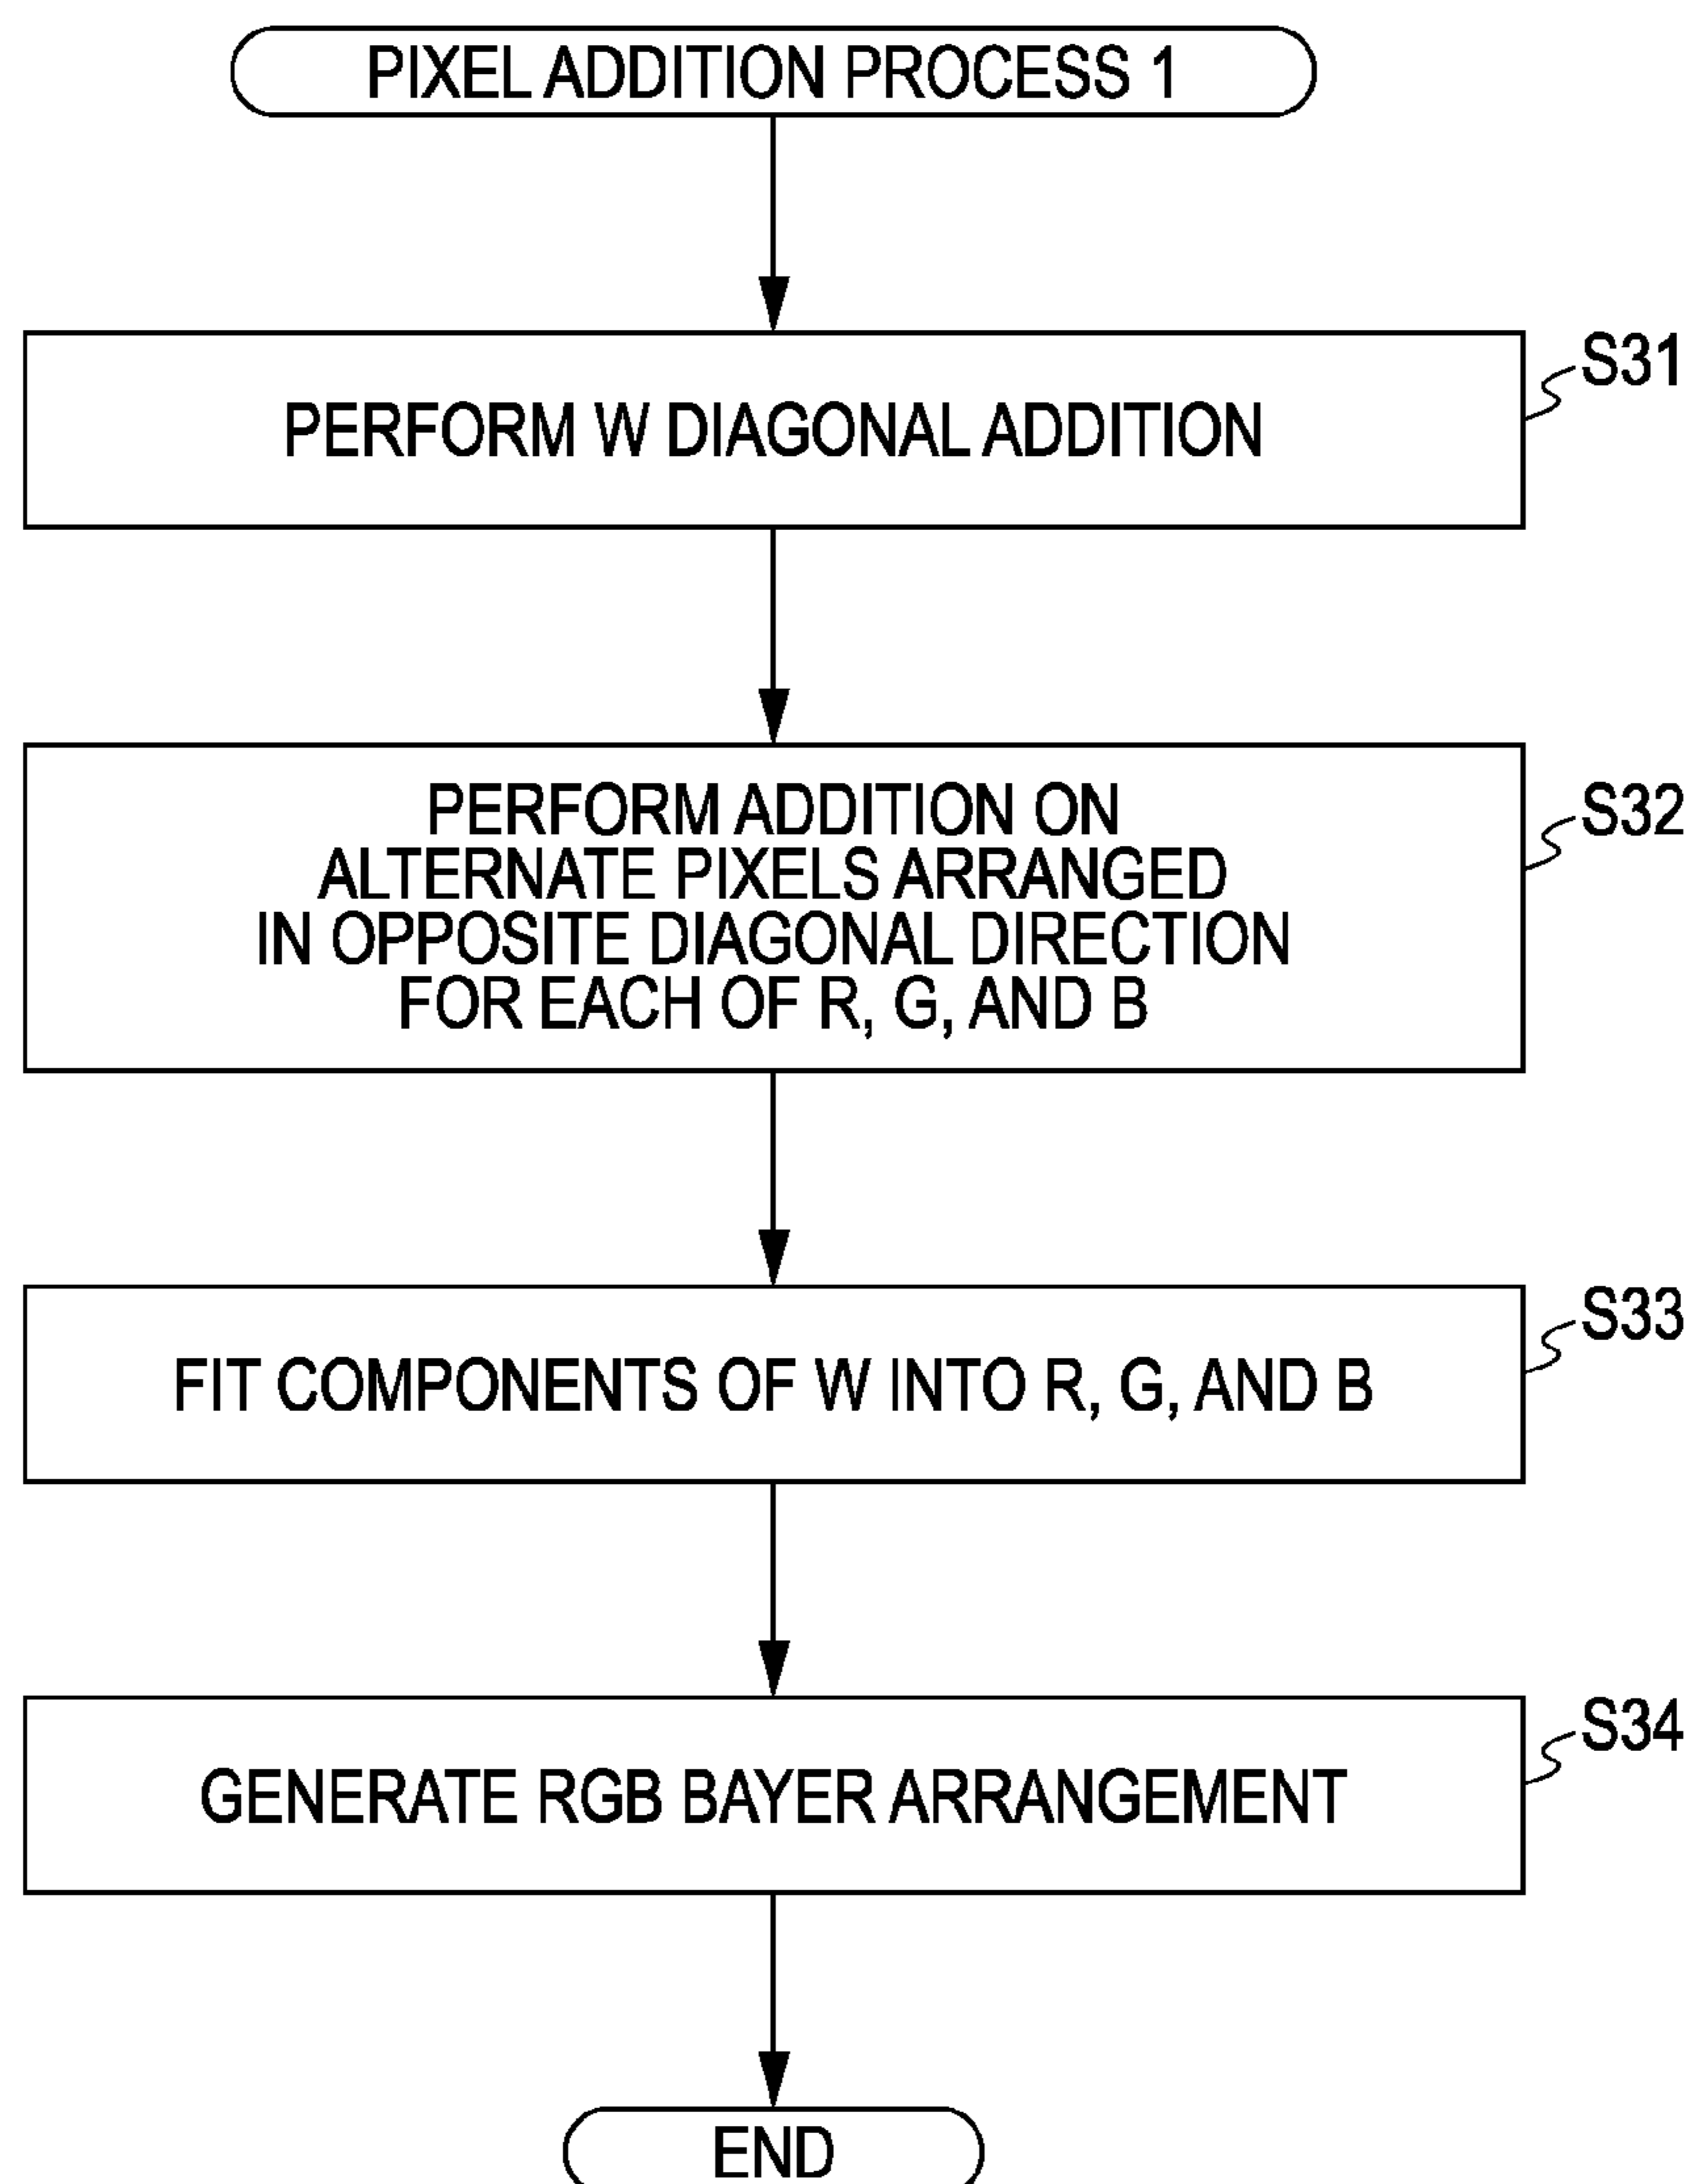 PIXEL ADDITION PROCESS 1
S31
PERFORM W DIAGONAL ADDITION
S32
PERFORM ADDITION ON
ALTERNATE PIXELS ARRANGED
IN OPPOSITE DIAGONAL DIRECTION
FOR EACH OF R, G, AND B
S33
FIT COMPONENTS OF W INTO R, G, AND B
S34
GENERATE RGB BAYER ARRANGEMENT
END